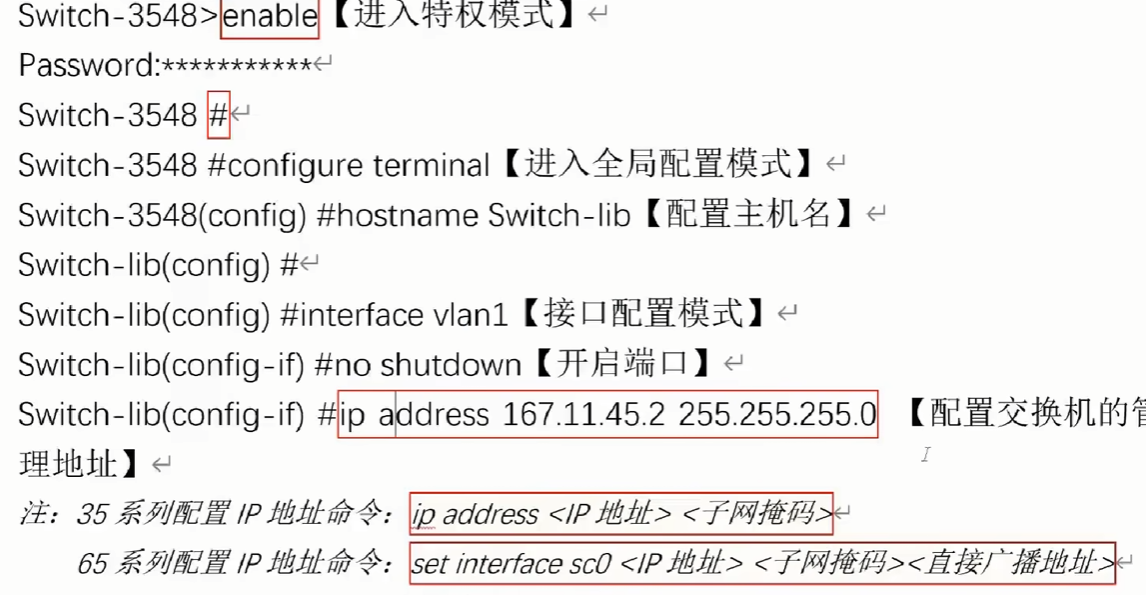 Switch-3548>enable【进入特权模式】↵
Password:***********↵
Switch-3548 #↵
Switch-3548 #configure terminal【进入全局配置模式】↵
Switch-3548(config) #hostname Switch-lib【配置主机名】↵
Switch-lib(config) #↵
Switch-lib(config) #interface vlan1【接口配置模式】↵
Switch-lib(config-if) #no shutdown【开启端口】↵
Switch-lib(config-if) #ip address 167.11.45.2 255.255.255.0 【配置交换机的管
理地址】↵
注：35 系列配置 IP 地址命令：ip address <IP 地址> <子网掩码>↵
65 系列配置 IP 地址命令：set interface sc0 <IP 地址> <子网掩码><直接广播地址>↵